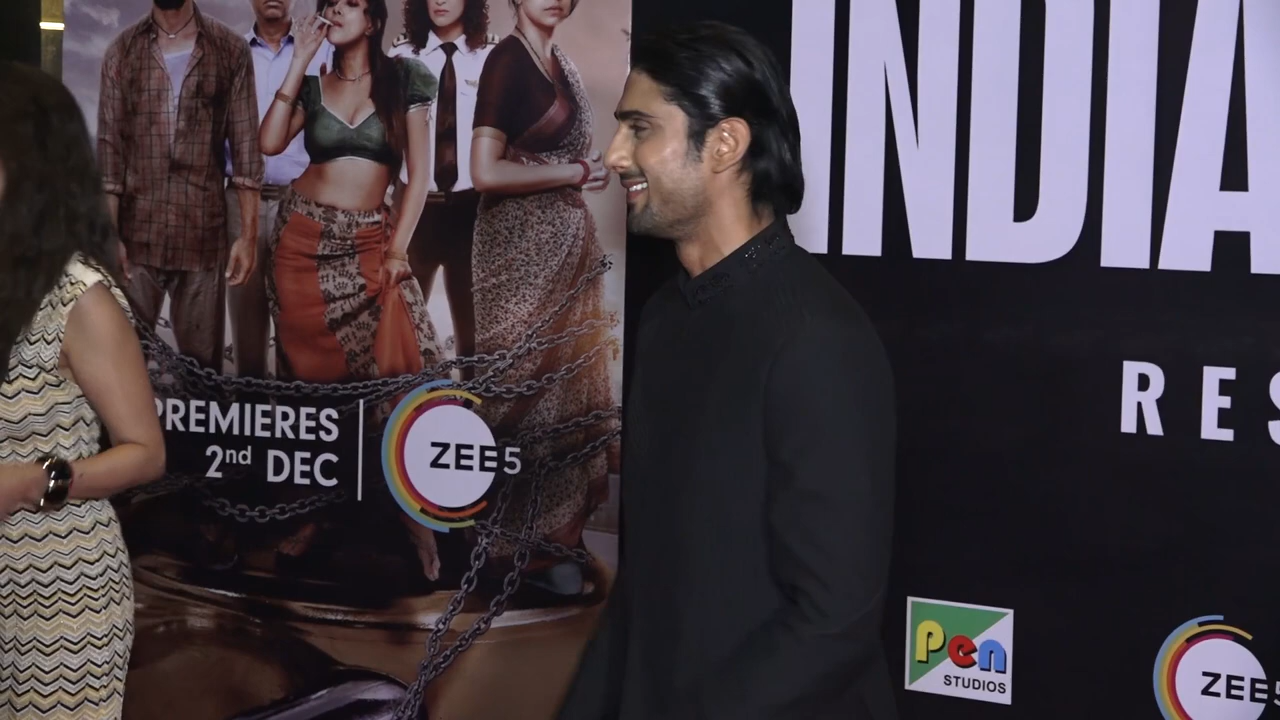 PREMIERES
2nd DEC
ZEE5
INDIA
RES
Pen
STUDIOS
ZEE5